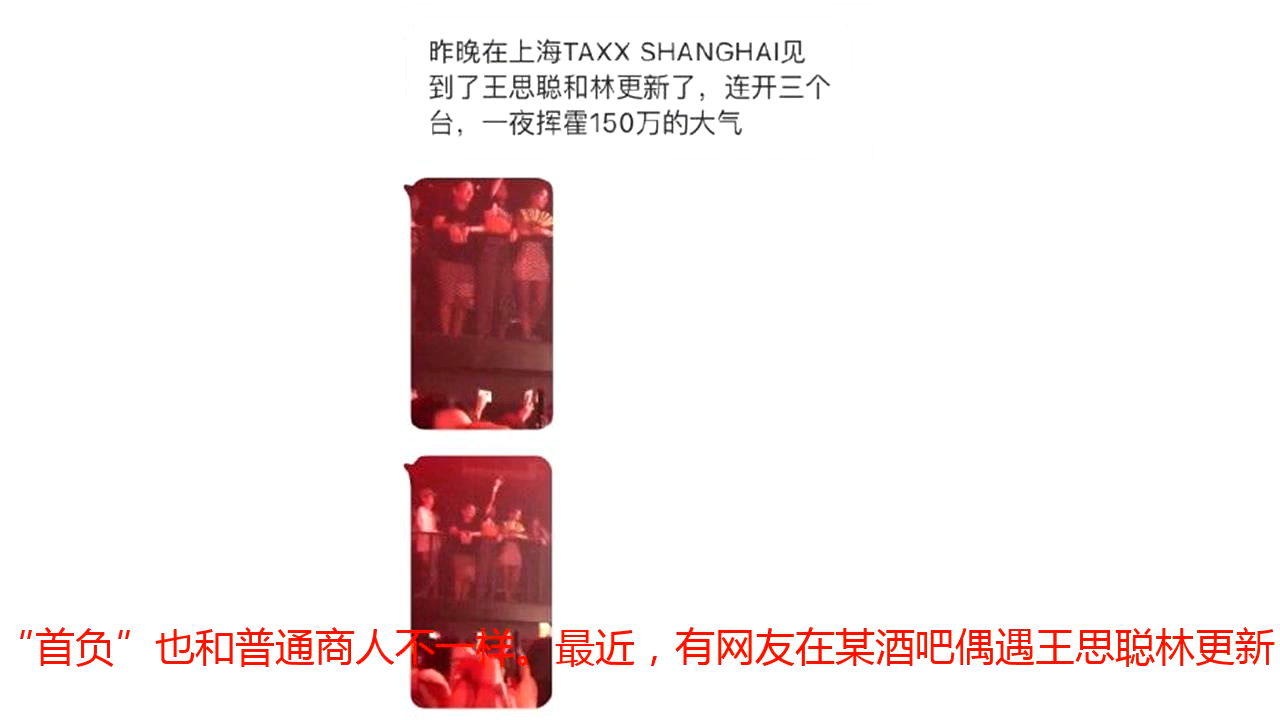 昨晚在上海TAXX SHANGHAI见
到了王思聪和林更新了，连开三个
台，一夜挥霍150万的大气
“首负”也和普通商人不一样。最近，有网友在某酒吧偶遇王思聪林更新